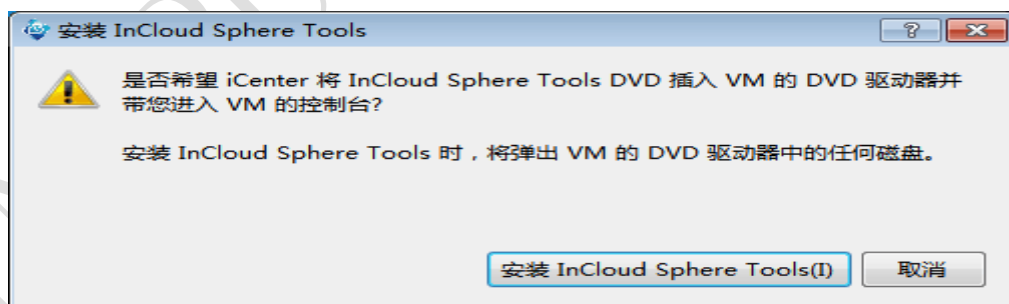 安装 InCloud Sphere Tools
是否希望 iCenter 将 InCloud Sphere Tools DVD 插入 VM 的 DVD 驱动器并
带您进入 VM 的控制台?
安装 InCloud Sphere Tools 时，将弹出 VM 的 DVD 驱动器中的任何磁盘。
安装 InCloud Sphere Tools(I)
取消